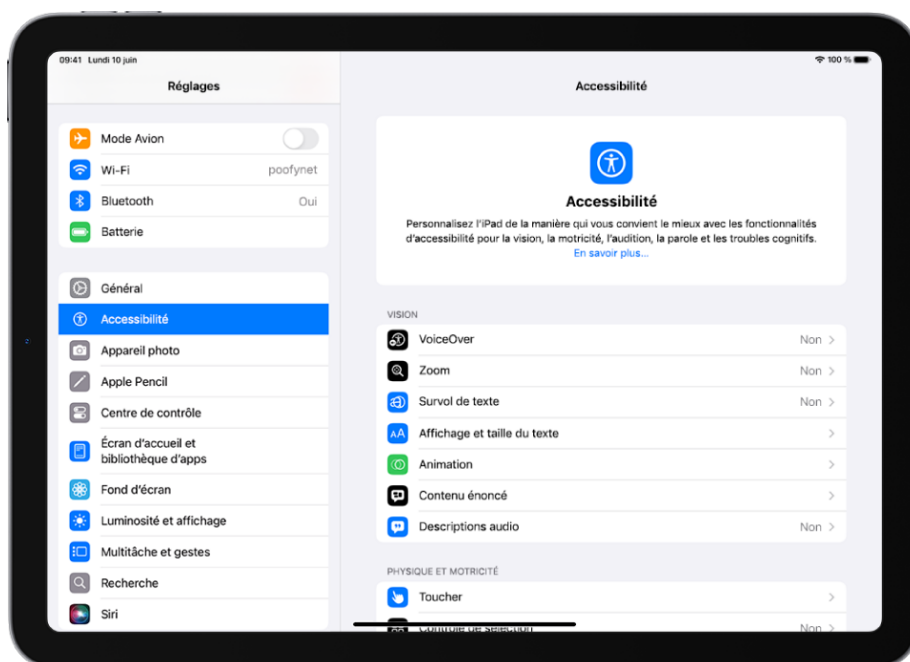 09:41 Lundi 10 juin
100 %
Réglages
Mode Avion
Wi-Fi
poofynet
Bluetooth
Oui
Batterie
Général
Accessibilité
Appareil photo
Apple Pencil
Centre de contrôle
Écran d'accueil et
bibliothèque d'apps
Fond d'écran
Luminosité et affichage
Multitâche et gestes
Recherche
Siri
Accessibilité
Accessibilité
Personnalisez l'iPad de la manière qui vous convient le mieux avec les fonctionnalités
d'accessibilité pour la vision, la motricité, l'audition, la parole et les troubles cognitifs.
En savoir plus...
VISION
VoiceOver
Non
Zoom
Non
Survol de texte
Non
Affichage et taille du texte
Animation
Contenu énoncé
Descriptions audio
Non
PHYSIQUE ET MOTRICITÉ
Toucher
Contrôle de sélection
Non